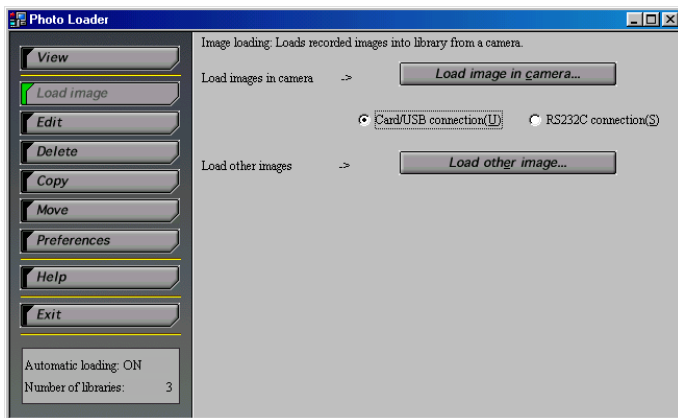 Photo Loader
View
Load image
Edit
Delete
Copy
Move
Preferences
Help
Exit
Automatic loading: ON
Number of libraries: 3
Image loading: Loads recorded images into library from a camera.
Load images in camera -> Load image in camera...
Card/USB connection(U) RS232C connection(S)
Load other images -> Load other image...